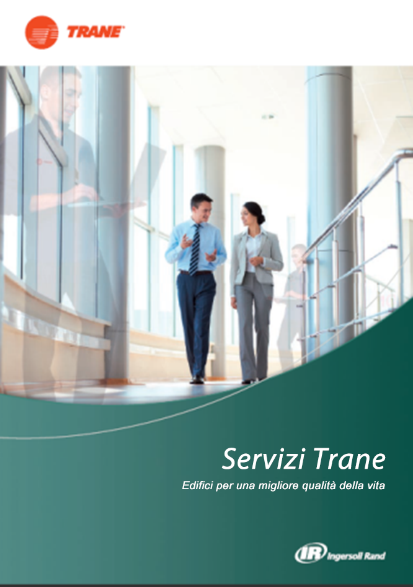 TRANE
Servizi Trane
Edifici per una migliore qualità della vita
IR Ingersoll Rand